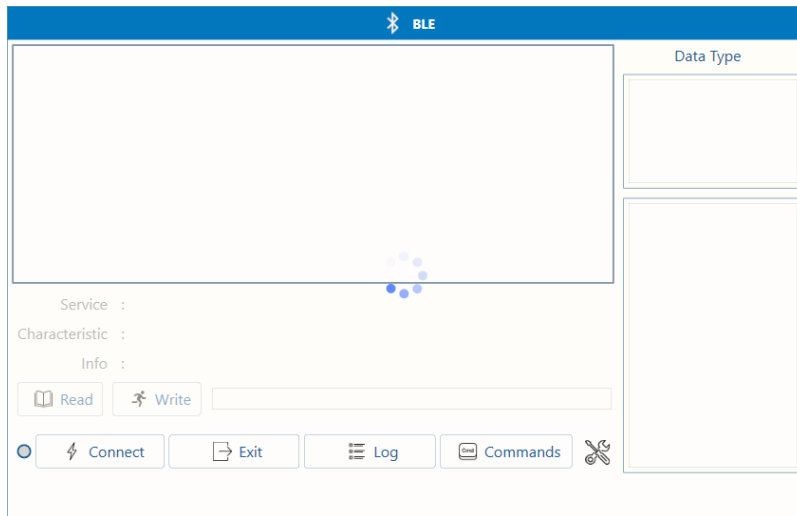 BLE
Data Type
Service :
Characteristic :
Info :
Read Write
Connect Exit Log Cmd Commands